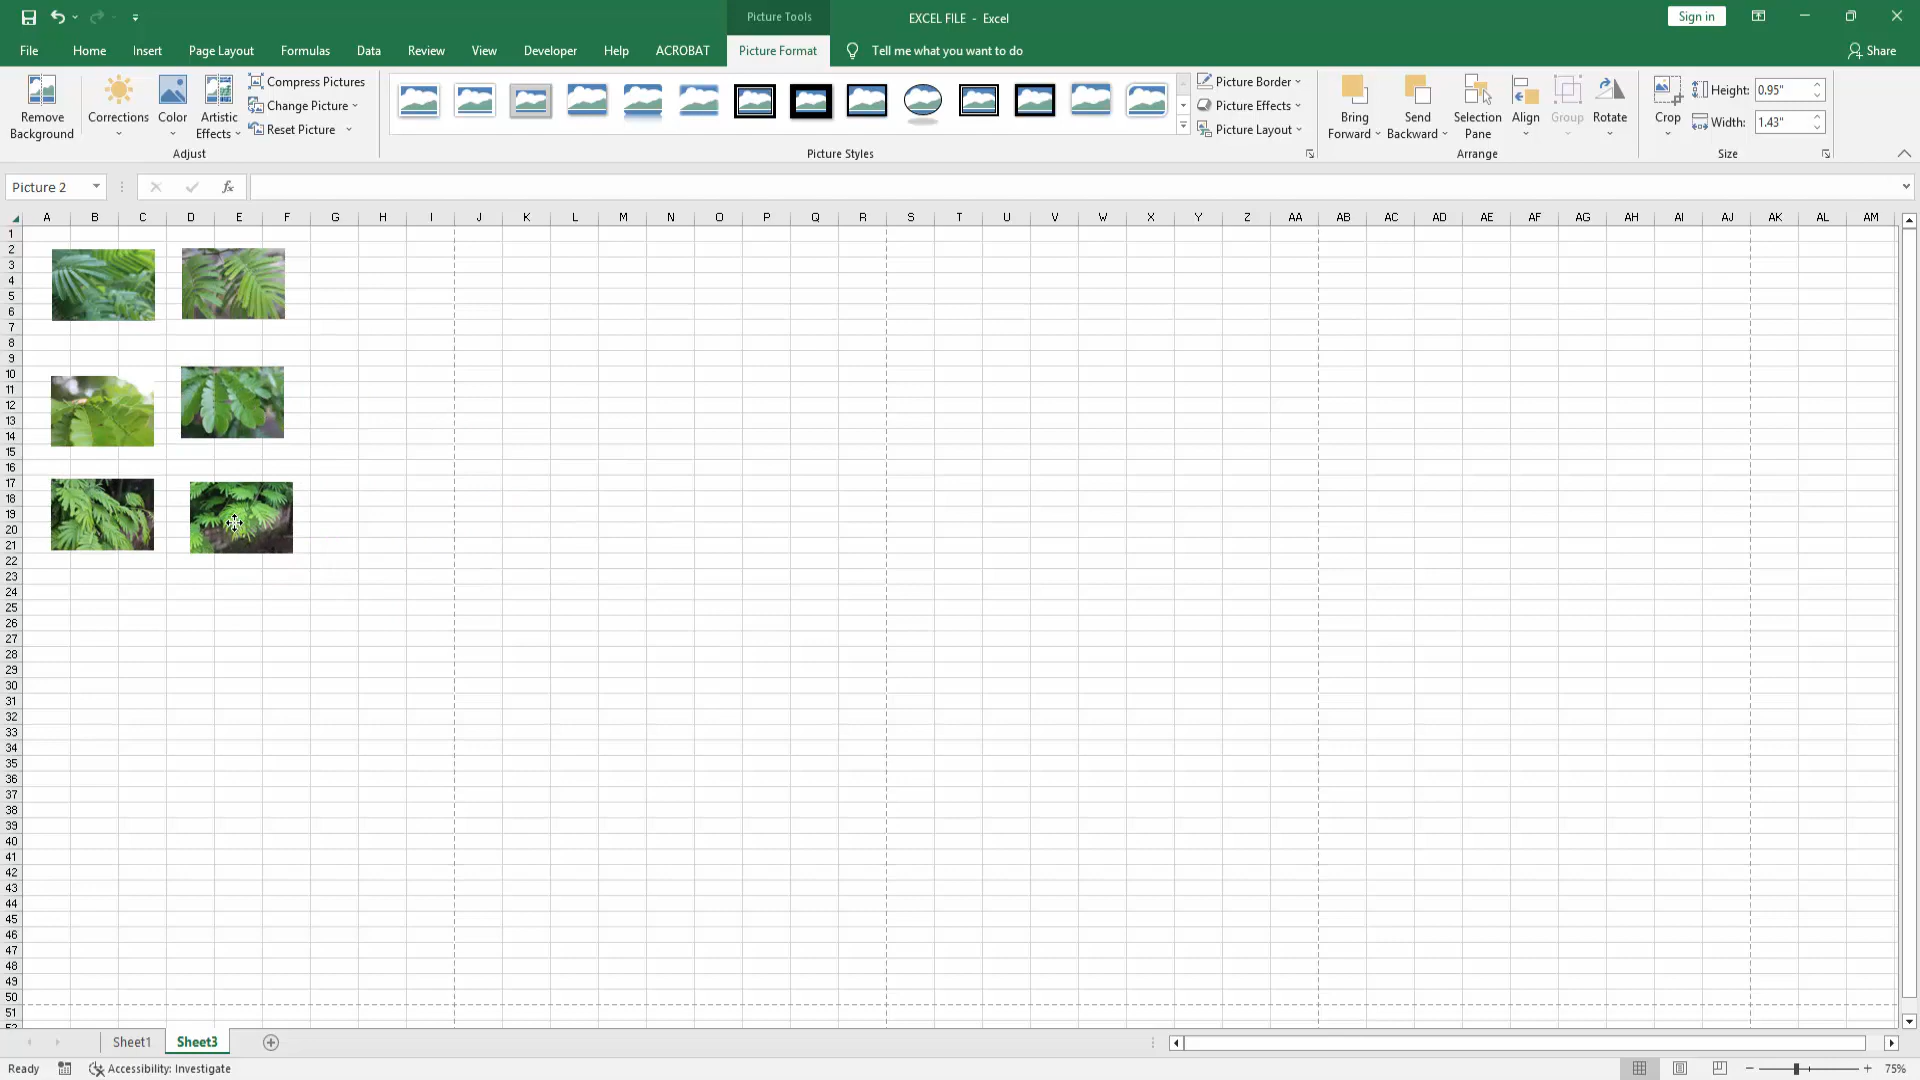 Picture Tools
EXCEL FILE - Excel
Sign in
File Home Insert Page Layout Formulas Data Review View Developer Help ACROBAT Picture Format Tell me what you want to do Share
Remove Background
Corrections
Color
Artistic Effects
Compress Pictures
Change Picture
Reset Picture
Adjust
Picture Styles
Picture Border
Picture Effects
Picture Layout
Bring Forward
Send Backward
Selection Pane
Align
Group
Rotate
Arrange
Crop
Height: 0.95"
Width: 1.43"
Size
Picture 2
fx
A B C D E F G H I J K L M N O P Q R S T U V W X Y Z AA AB AC AD AE AF AG AH AI AJ AK AL AM
1
2
3
4
5
6
7
8
9
10
11
12
13
14
15
16
17
18
19
20
21
22
23
24
25
26
27
28
29
30
31
32
33
34
35
36
37
38
39
40
41
42
43
44
45
46
47
48
49
50
51
Sheet1 Sheet3
Ready Accessibility: Investigate 75%